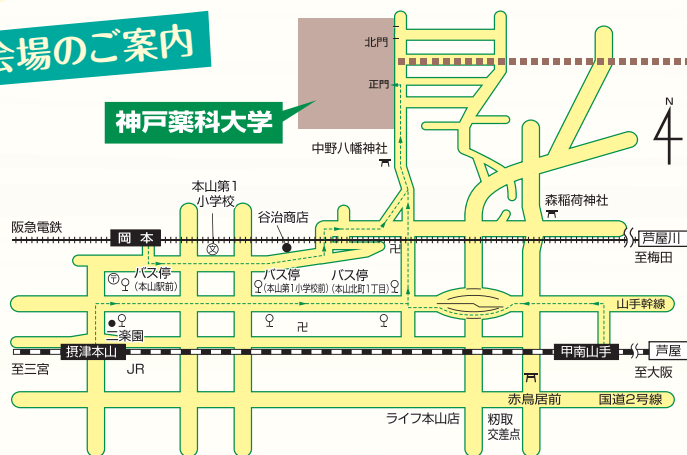 会場のご案内
北門
正門
神戸薬科大学
N
中野八幡神社
本山第1
小学校
谷治商店
森稲荷神社
阪急電鉄
岡本
文
卍
芦屋川
至梅田
〒
バス停
(本山駅前)
バス停
(本山第1小学校前)
バス停
(本山北町1丁目)
山手幹線
二楽園
卍
摂津本山
甲南山手
芦屋
至三宮
JR
至大阪
赤鳥居前
国道2号線
ライフ本山店
籾取
交差点